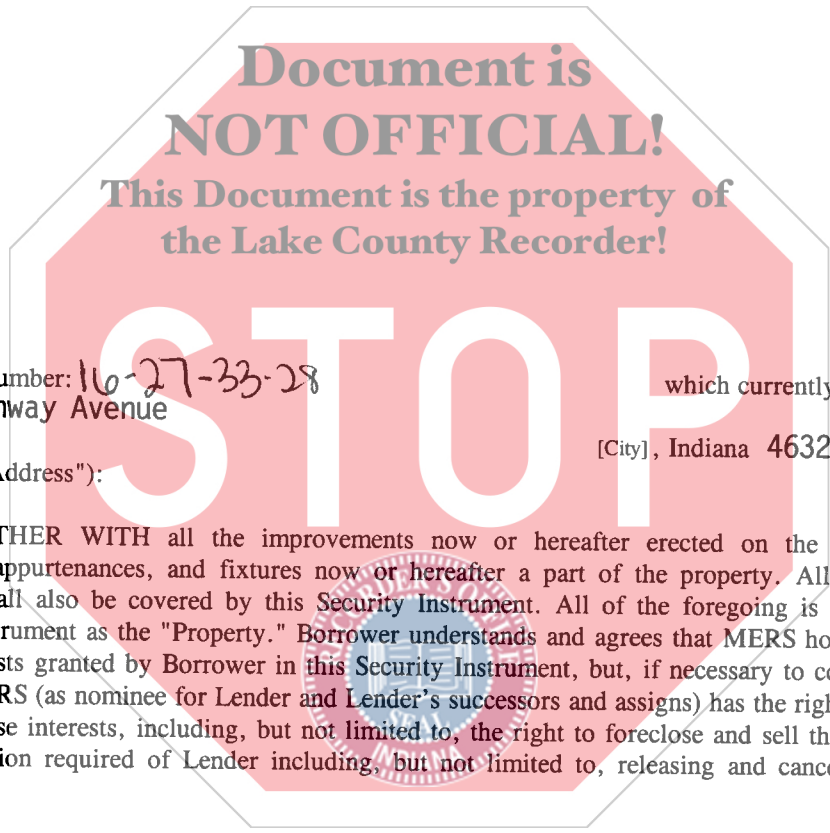 Document is
NOT OFFICIAL!
This Document is the property of
the Lake County Recorder!
STOP
umber: 16-27-33-28 which currently
way Avenue
[City], Indiana 4632
Address"):
THER WITH all the improvements now or hereafter erected on the
appurtenances, and fixtures now or hereafter a part of the property. All
all also be covered by this Security Instrument. All of the foregoing is
rument as the "Property." Borrower understands and agrees that MERS ho
sts granted by Borrower in this Security Instrument, but, if necessary to co
RS (as nominee for Lender and Lender's successors and assigns) has the righ
se interests, including, but not limited to, the right to foreclose and sell th
ion required of Lender including, but not limited to, releasing and cance
SEAL
INDIANA